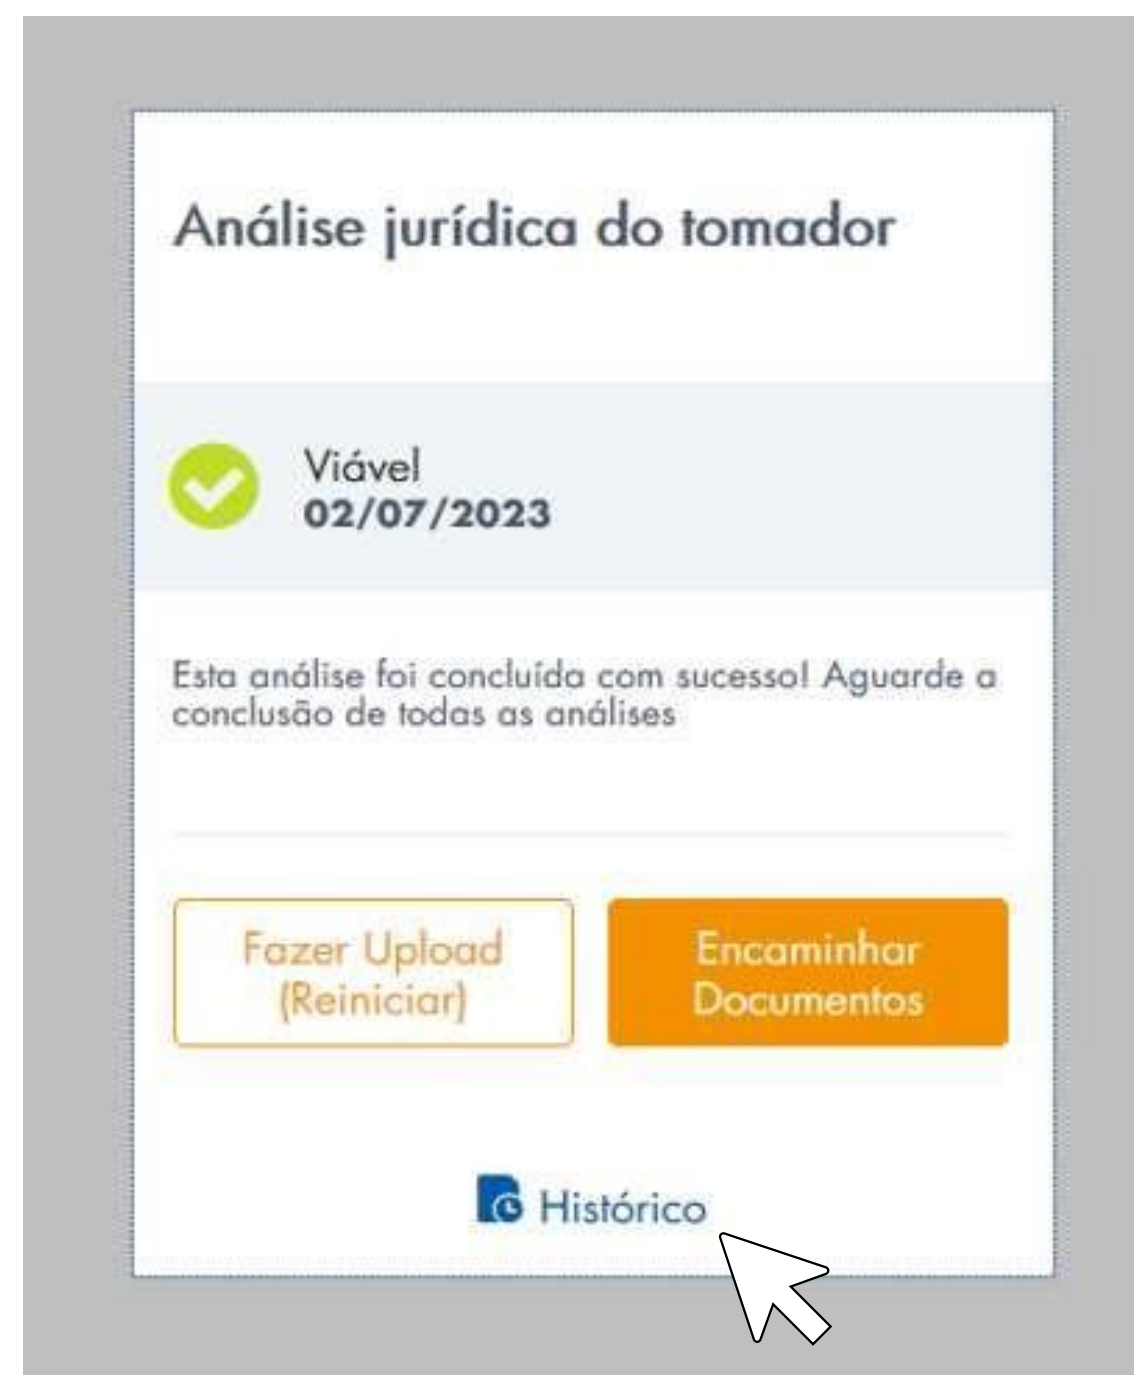 Análise jurídica do tomador
Viável
02/07/2023
Esta análise foi concluída com sucesso! Aguarde a
conclusão de todas as análises
Fazer Upload
(Reiniciar)
Encaminhar
Documentos
Histórico